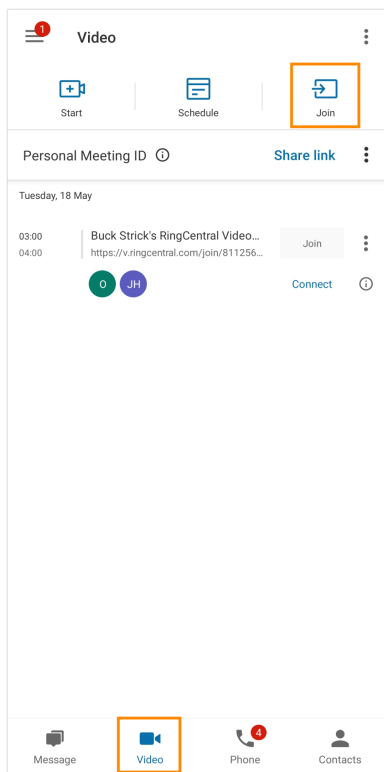 1
Video
Start
Schedule
Join
Personal Meeting ID
Share link
Tuesday, 18 May
03:00
04:00
Buck Strick's RingCentral Video...
https://v.ringcentral.com/join/811256...
Join
O
JH
Connect
4
Message
Video
Phone
Contacts